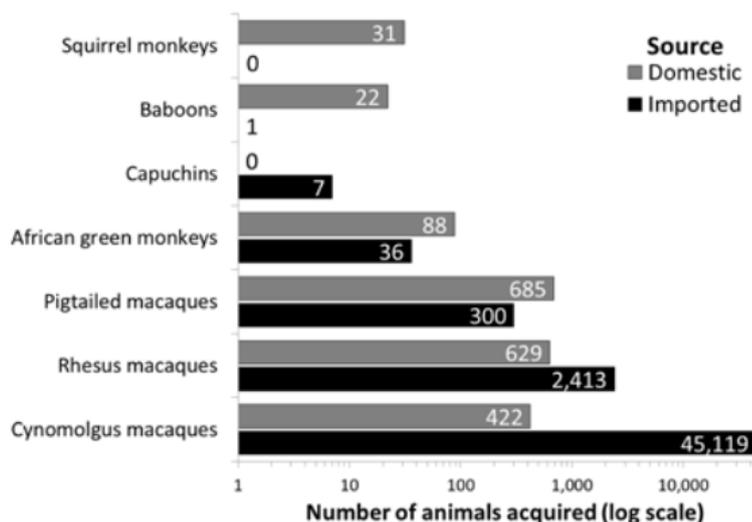 Source
Domestic
Imported
Squirrel monkeys
31
0
Baboons
22
1
Capuchins
0
7
African green monkeys
88
36
Pigtailed macaques
685
300
Rhesus macaques
629
2,413
Cynomolgus macaques
422
45,119
1 10 100 1,000 10,000
Number of animals acquired (log scale)